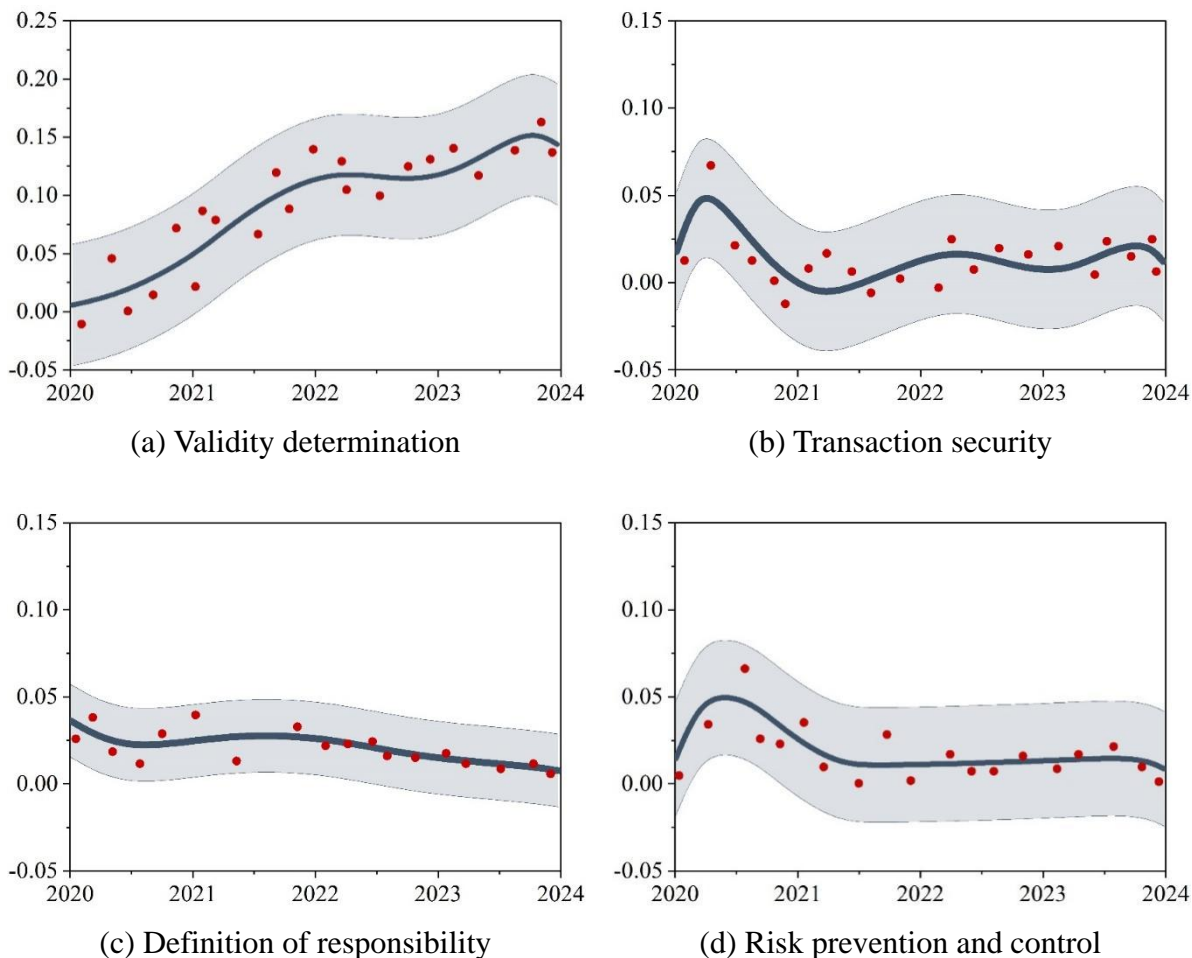 0.25
0.20
0.15
0.10
0.05
0.00
-0.05
2020 2021 2022 2023 2024
(a) Validity determination
0.15
0.10
0.05
0.00
-0.05
2020 2021 2022 2023 2024
(b) Transaction security
0.15
0.10
0.05
0.00
-0.05
2020 2021 2022 2023 2024
(c) Definition of responsibility
0.15
0.10
0.05
0.00
-0.05
2020 2021 2022 2023 2024
(d) Risk prevention and control